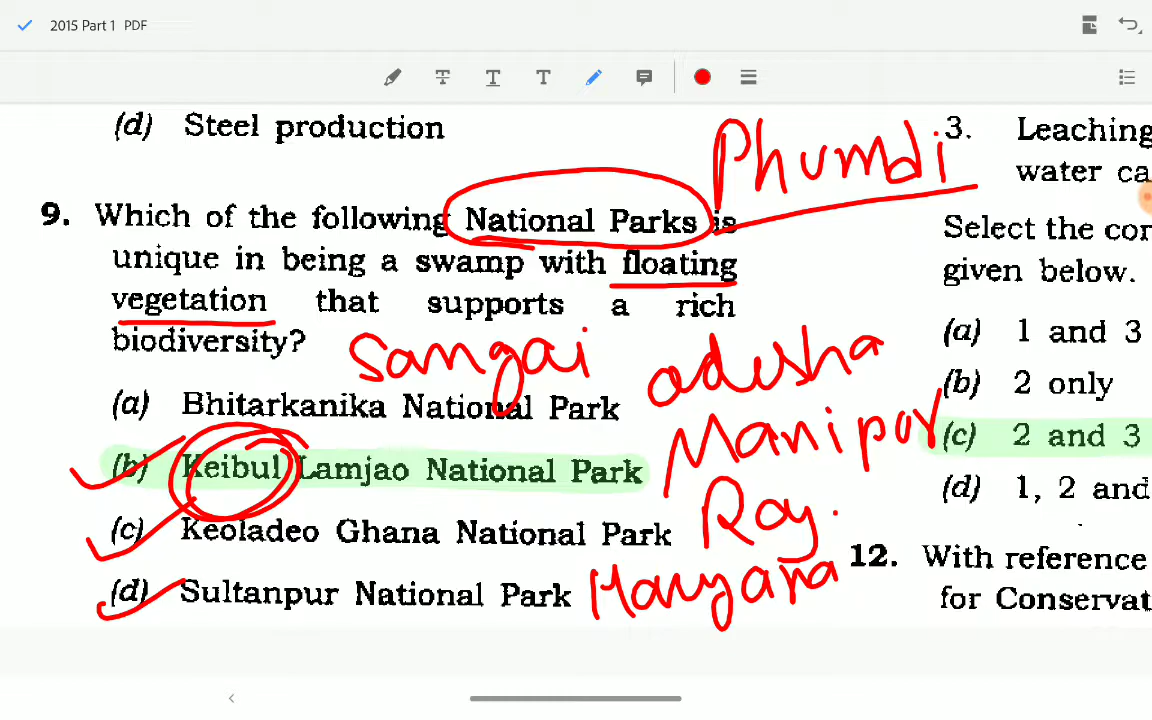 2015 Part 1 PDF
(d) Steel production
Phumdi
9. Which of the following National Parks is
unique in being a swamp with floating
vegetation that supports a rich
biodiversity?
Sangai
(a) Bhitarkanika National Park odesha
(b) Keibul Lamjao National Park Manipur
(c) Keoladeo Ghana National Park Raj.
(d) Sultanpur National Park Haryana
3. Leaching
water ca
Select the cor
given below.
(a) 1 and 3
(b) 2 only
(c) 2 and 3
(d) 1, 2 and
12. With reference
for Conservat